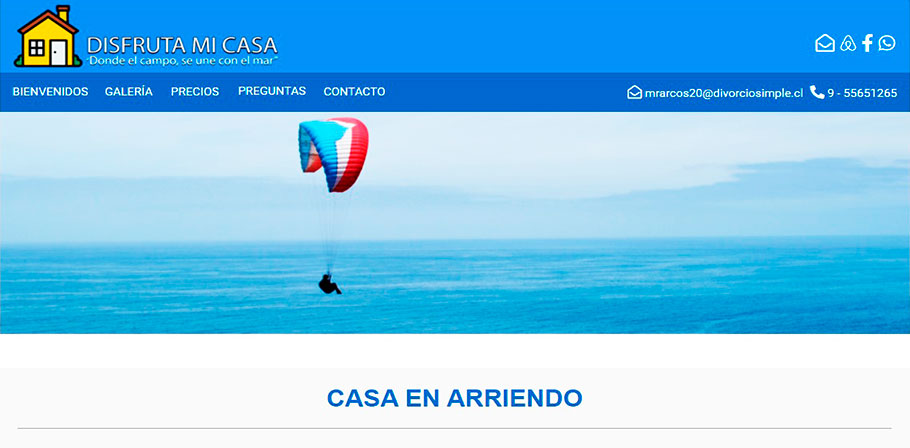 DISFRUTA MI CASA
"Donde el campo, se une con el mar"
BIENVENIDOS GALERÍA PRECIOS PREGUNTAS CONTACTO mrarcos20@divorciosimple.cl 9 - 55651265
CASA EN ARRIENDO